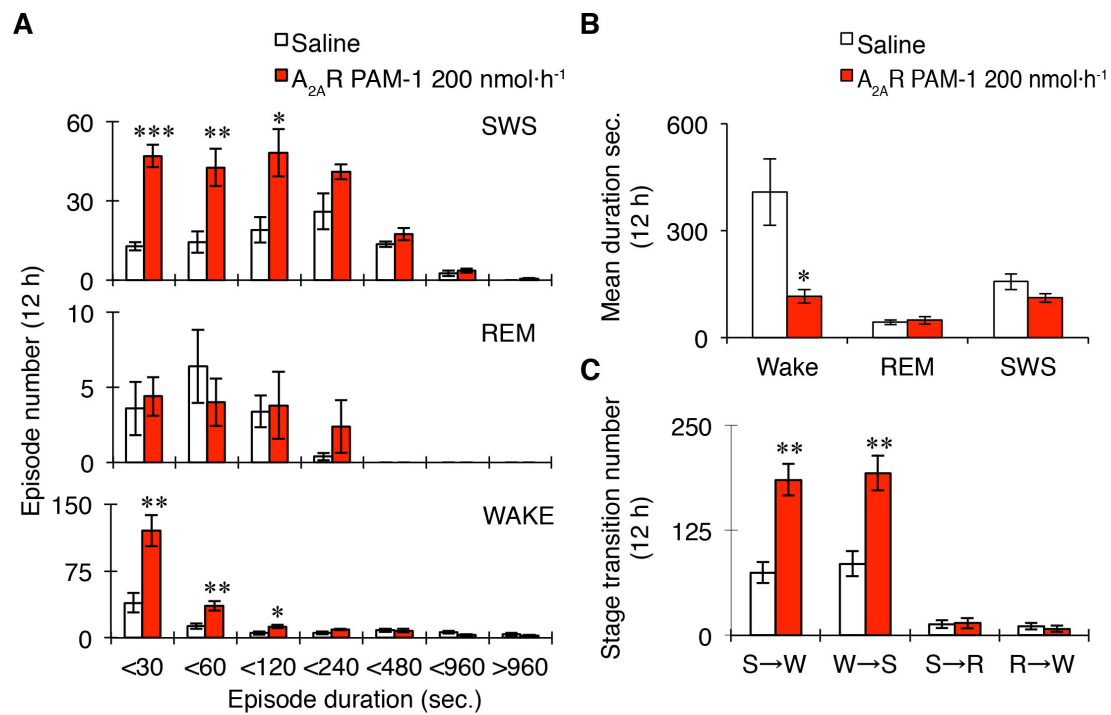 A
Saline
A2AR PAM-1 200 nmol·h-1
Episode number (12 h)
SWS
***
**
*
60
30
0
REM
10
5
0
WAKE
**
**
*
150
75
0
<30 <60 <120 <240 <480 <960 >960
Episode duration (sec.)
B
Saline
A2AR PAM-1 200 nmol·h-1
Mean duration sec.
(12 h)
600
300
0
*
Wake REM SWS
C
Stage transition number
(12 h)
250
125
0
**
**
S→W W→S S→R R→W